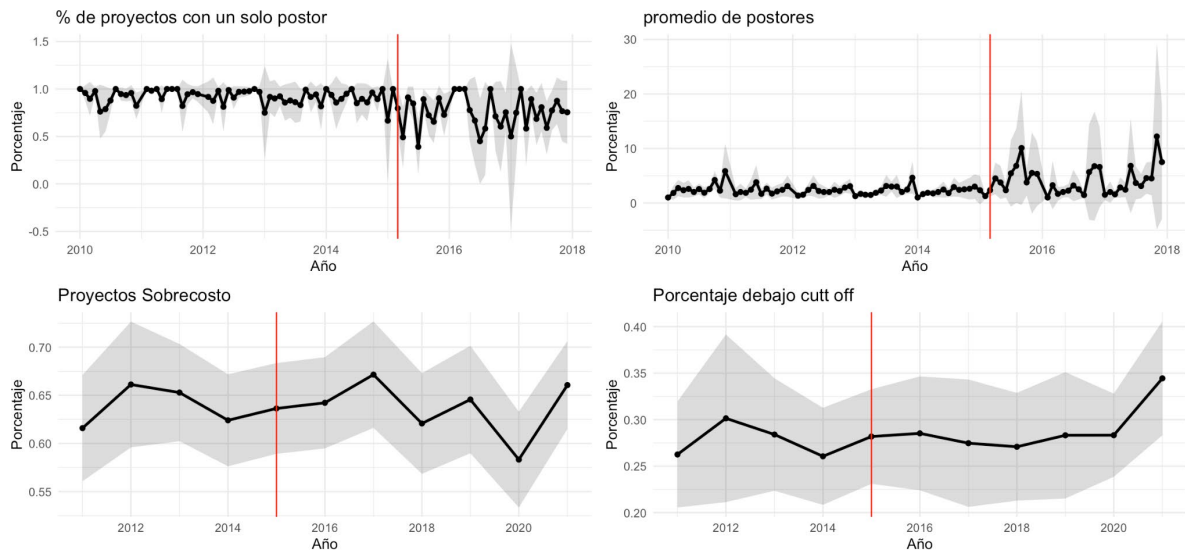 % de proyectos con un solo postor
1.5
1.0
0.5
0.0
-0.5
Porcentaje
2010 2012 2014 2016 2018
Año
promedio de postores
30
20
10
0
Porcentaje
2010 2012 2014 2016 2018
Año
Proyectos Sobrecosto
0.70
0.65
0.60
0.55
Porcentaje
2012 2014 2016 2018 2020
Año
Porcentaje debajo cutt off
0.40
0.35
0.30
0.25
0.20
Porcentaje
2012 2014 2016 2018 2020
Año